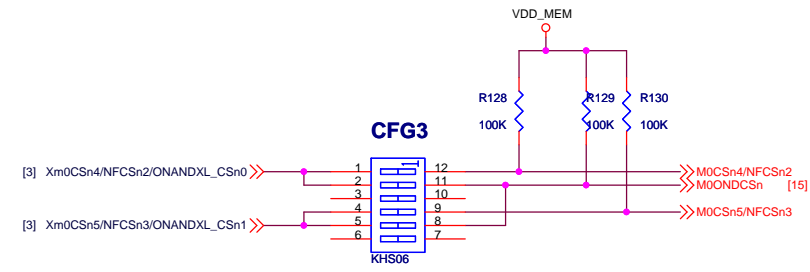 VDD_MEM
R128
R129
R130
100K
100K
100K
CFG3
[3] Xm0CSn4/NFCSn2/ONANDXL_CSn0
1
12
M0CSn4/NFCSn2
2
11
M0ONDCSn [15]
3
10
4
9
M0CSn5/NFCSn3
[3] Xm0CSn5/NFCSn3/ONANDXL_CSn1
5
8
6
7
KHS06